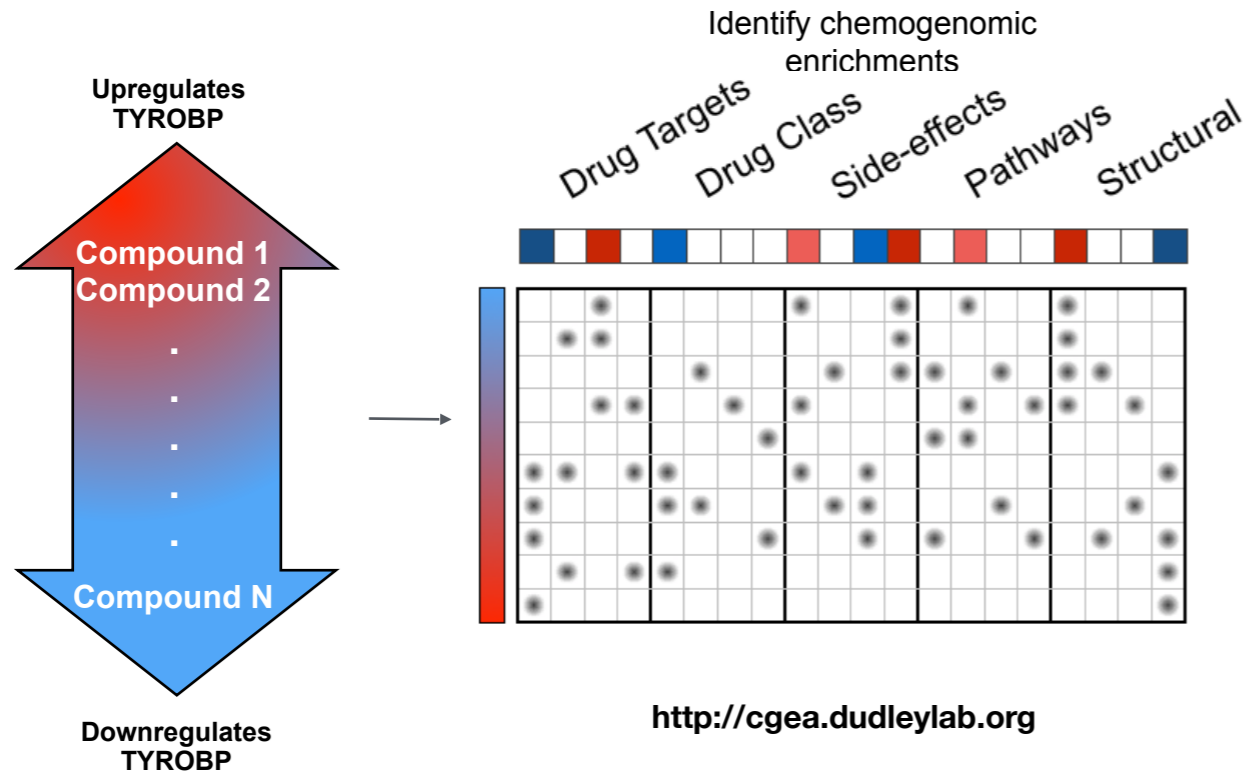 Identify chemogenomic
enrichments
Upregulates
TYROBP
Drug Targets
Drug Class
Side-effects
Pathways
Structural
Compound 1
Compound 2
.
.
.
.
.
Compound N
Downregulates
TYROBP
http://cgea.dudleylab.org